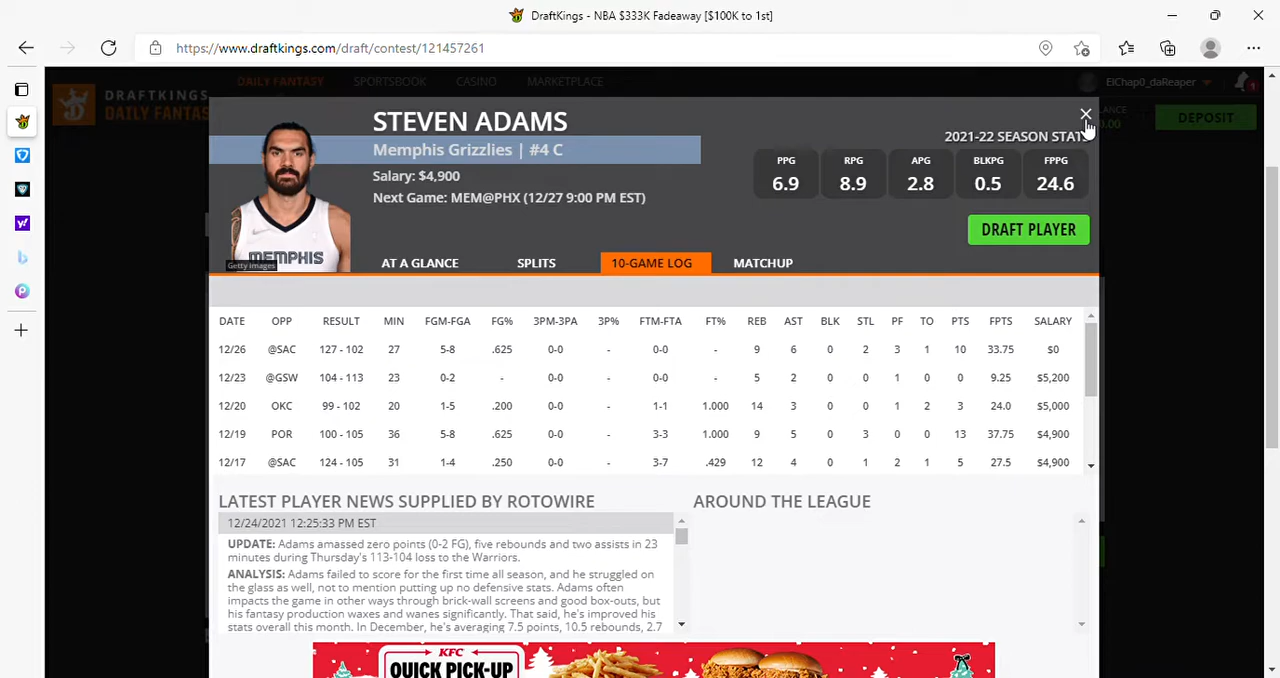 DraftKings - NBA $333K Fadeaway [$100K to 1st]
https://www.draftkings.com/draft/contest/121457261
DAILY FANTASY SPORTSBOOK CASINO MARKETPLACE
ElChap0_daReaper
1
DRAFTKINGS
DAILY FANTAS
DEPOSIT
STEVEN ADAMS
Memphis Grizzlies | #4 C
Salary: $4,900
Next Game: MEM@PHX (12/27 9:00 PM EST)
2021-22 SEASON STATS
PPG RPG APG BLKPG FPPG
6.9 8.9 2.8 0.5 24.6
DRAFT PLAYER
MEMPHIS
Getty Images
AT A GLANCE SPLITS 10-GAME LOG MATCHUP
DATE OPP RESULT MIN FGM-FGA FG% 3PM-3PA 3P% FTM-FTA FT% REB AST BLK STL PF TO PTS FPTS SALARY
12/26 @SAC 127 - 102 27 5-8 .625 0-0 - 0-0 - 9 6 0 2 3 1 10 33.75 $0
12/23 @GSW 104 - 113 23 0-2 - 0-0 - 0-0 - 5 2 0 0 1 0 0 9.25 $5,200
12/20 OKC 99 - 102 20 1-5 .200 0-0 - 1-1 1.000 14 3 0 0 1 2 3 24.0 $5,000
12/19 POR 100 - 105 36 5-8 .625 0-0 - 3-3 1.000 9 5 0 3 0 0 13 37.75 $4,900
12/17 @SAC 124 - 105 31 1-4 .250 0-0 - 3-7 .429 12 4 0 1 2 1 5 27.5 $4,900
LATEST PLAYER NEWS SUPPLIED BY ROTOWIRE
AROUND THE LEAGUE
12/24/2021 12:25:33 PM EST
UPDATE: Adams amassed zero points (0-2 FG), five rebounds and two assists in 23
minutes during Thursday's 113-104 loss to the Warriors.
ANALYSIS: Adams failed to score for the first time all season, and he struggled on
the glass as well, not to mention putting up no defensive stats. Adams often
impacts the game in other ways through brick-wall screens and good box-outs, but
his fantasy production waxes and wanes significantly. That said, he's improved his
stats overall this month. In December, he's averaging 7.5 points, 10.5 rebounds, 2.7
KFC
QUICK PICK-UP